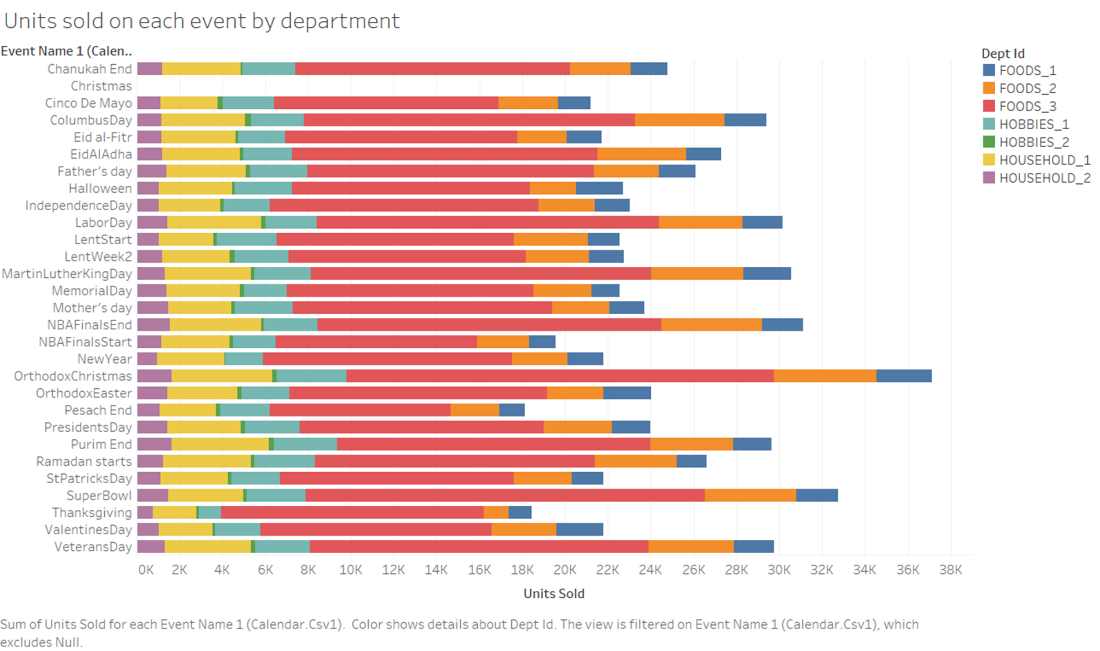 Units sold on each event by department
Event Name 1 (Calen..
Chanukah End
Christmas
Cinco De Mayo
ColumbusDay
Eid al-Fitr
EidAlAdha
Father's day
Halloween
IndependenceDay
LaborDay
LentStart
LentWeek2
MartinLutherKingDay
MemorialDay
Mother's day
NBAFinalsEnd
NBAFinalsStart
NewYear
OrthodoxChristmas
OrthodoxEaster
Pesach End
PresidentsDay
Purim End
Ramadan starts
StPatricksDay
SuperBowl
Thanksgiving
ValentinesDay
VeteransDay
0K 2K 4K 6K 8K 10K 12K 14K 16K 18K 20K 22K 24K 26K 28K 30K 32K 34K 36K 38K
Units Sold
Dept Id
FOODS_1
FOODS_2
FOODS_3
HOBBIES_1
HOBBIES_2
HOUSEHOLD_1
HOUSEHOLD_2
Sum of Units Sold for each Event Name 1 (Calendar.Csv1). Color shows details about Dept Id. The view is filtered on Event Name 1 (Calendar.Csv1), which
excludes Null.